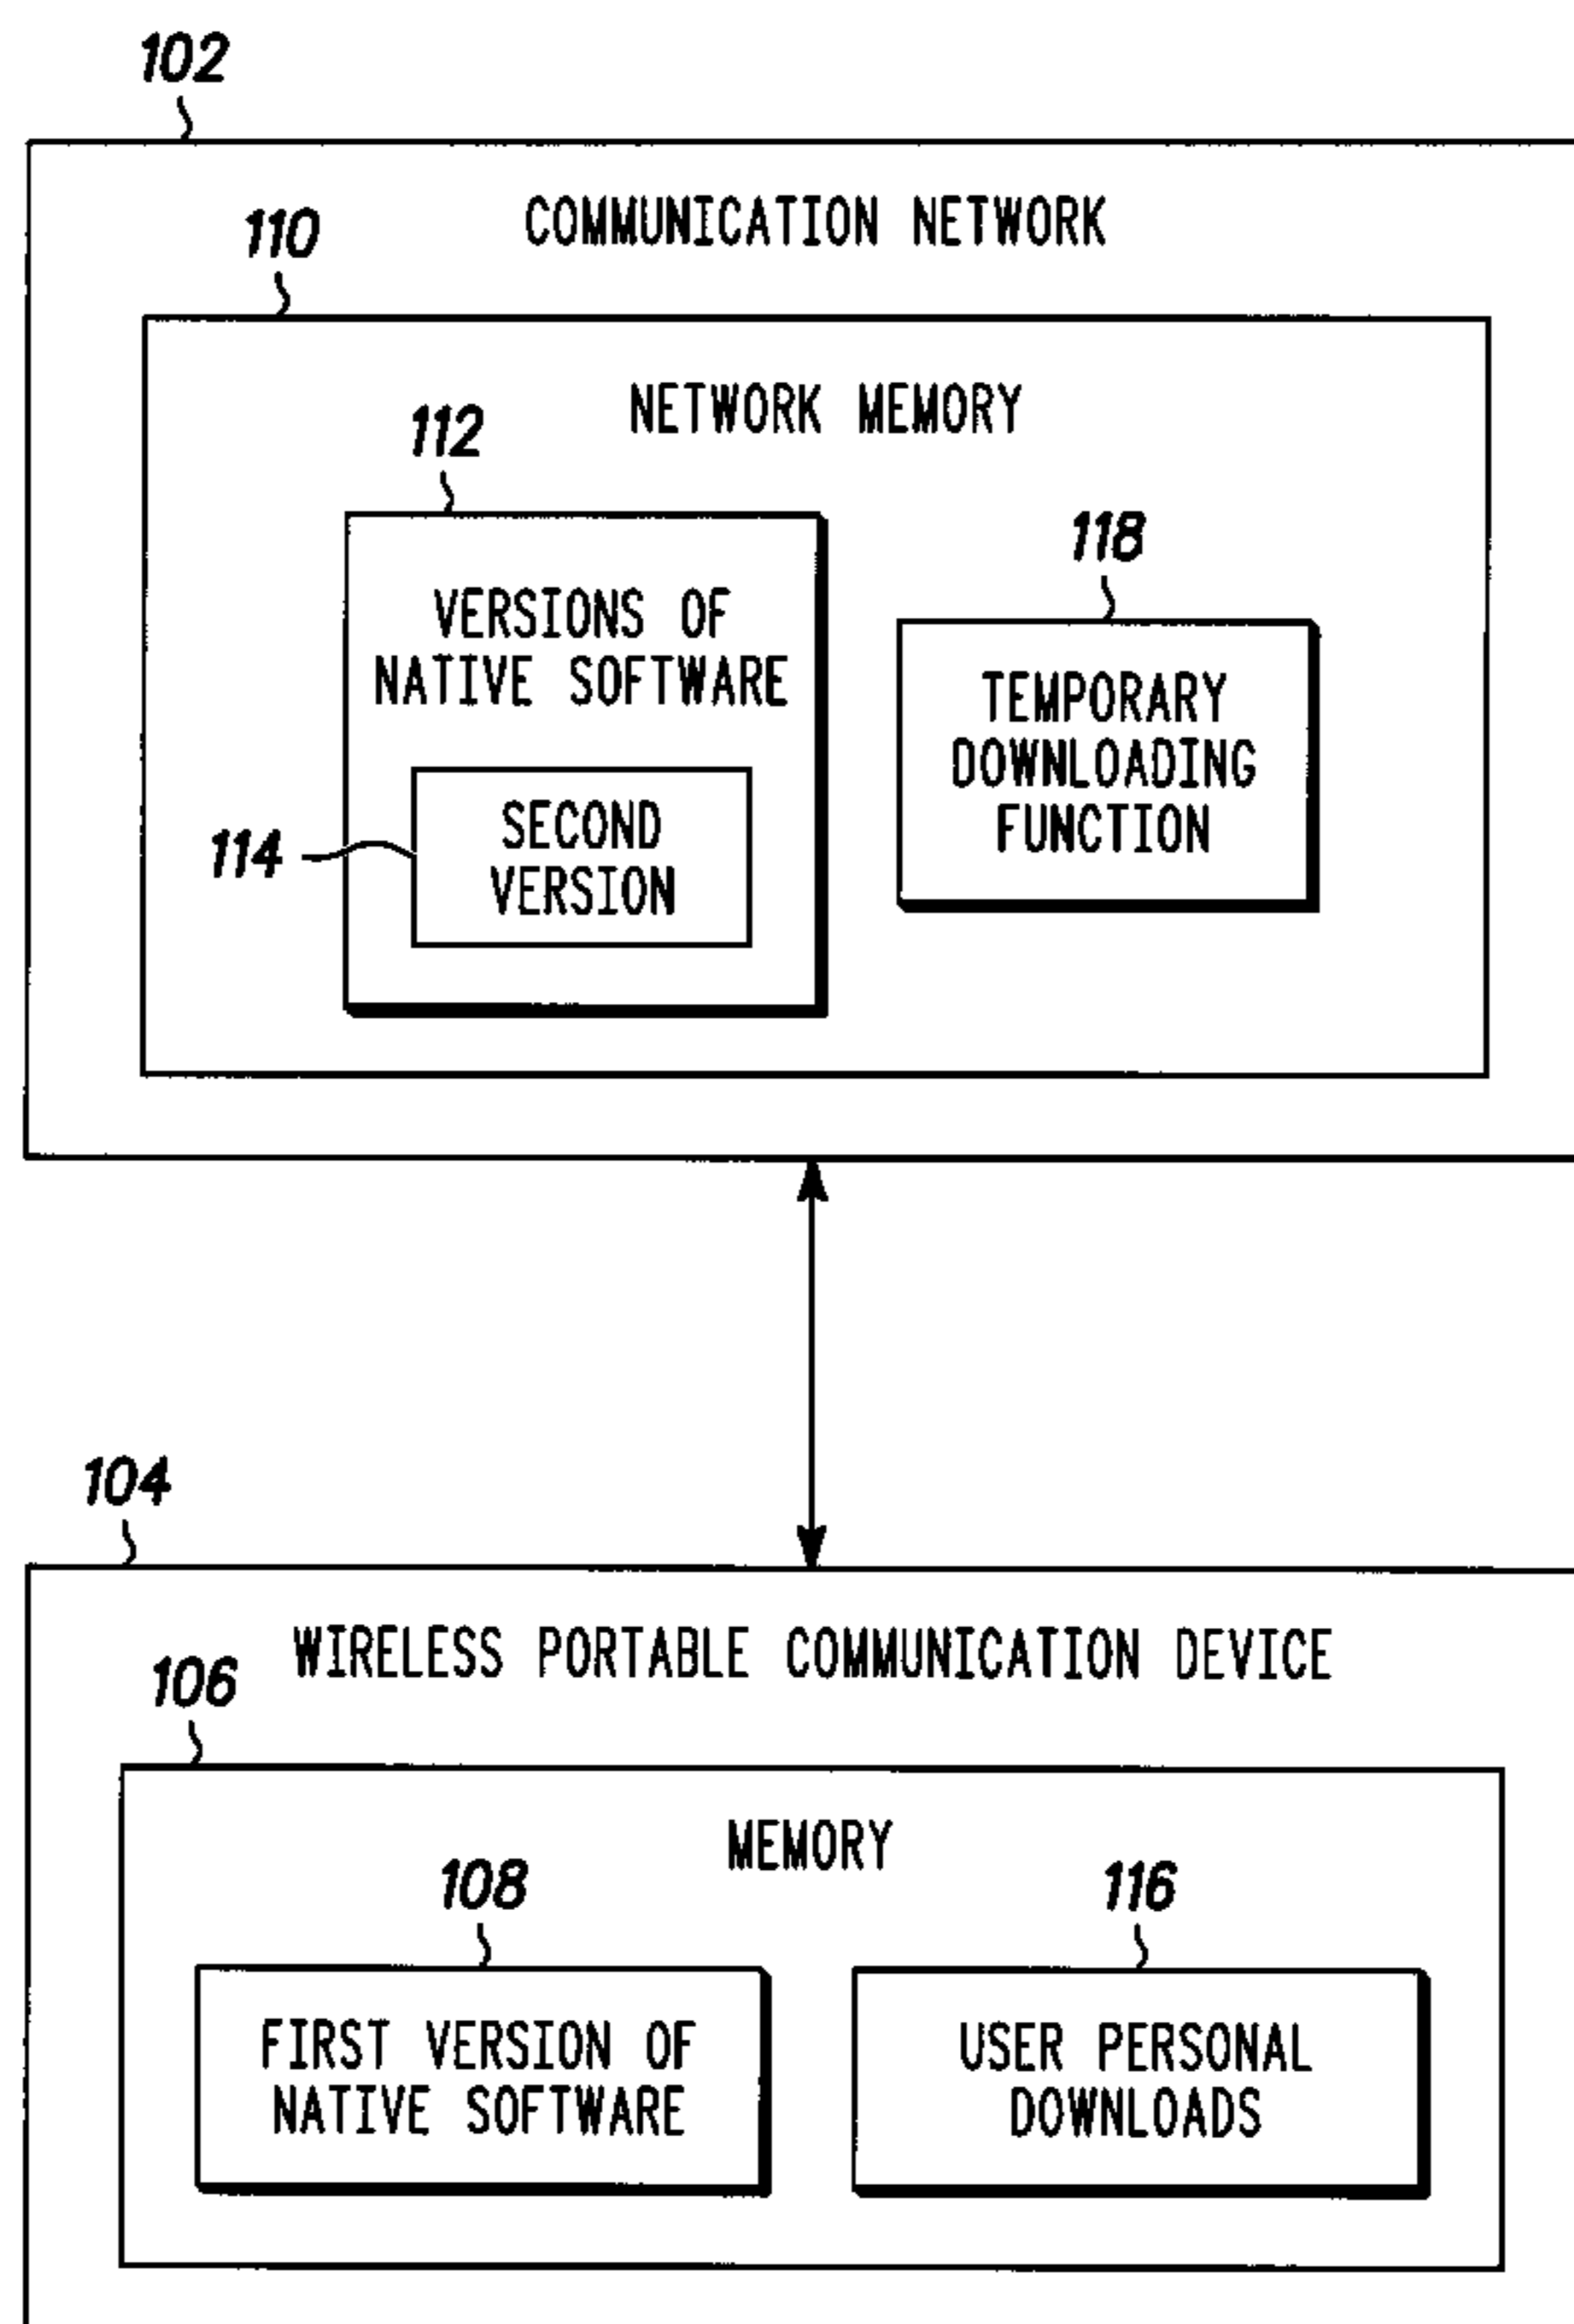 102
COMMUNICATION NETWORK
110
NETWORK MEMORY
112
118
VERSIONS OF
NATIVE SOFTWARE
TEMPORARY
DOWNLOADING
FUNCTION
114
SECOND
VERSION
104
WIRELESS PORTABLE COMMUNICATION DEVICE
106
MEMORY
108
116
FIRST VERSION OF
NATIVE SOFTWARE
USER PERSONAL
DOWNLOADS